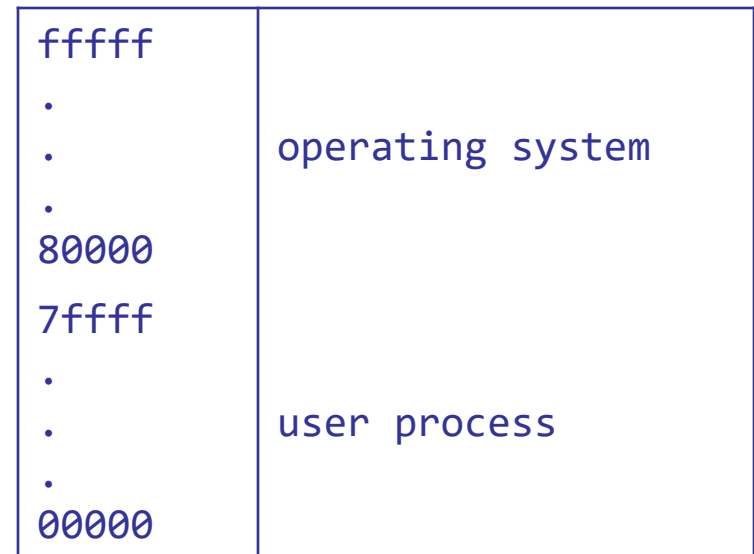 fffff
.
. operating system
.
80000
7ffff
.
. user process
.
00000